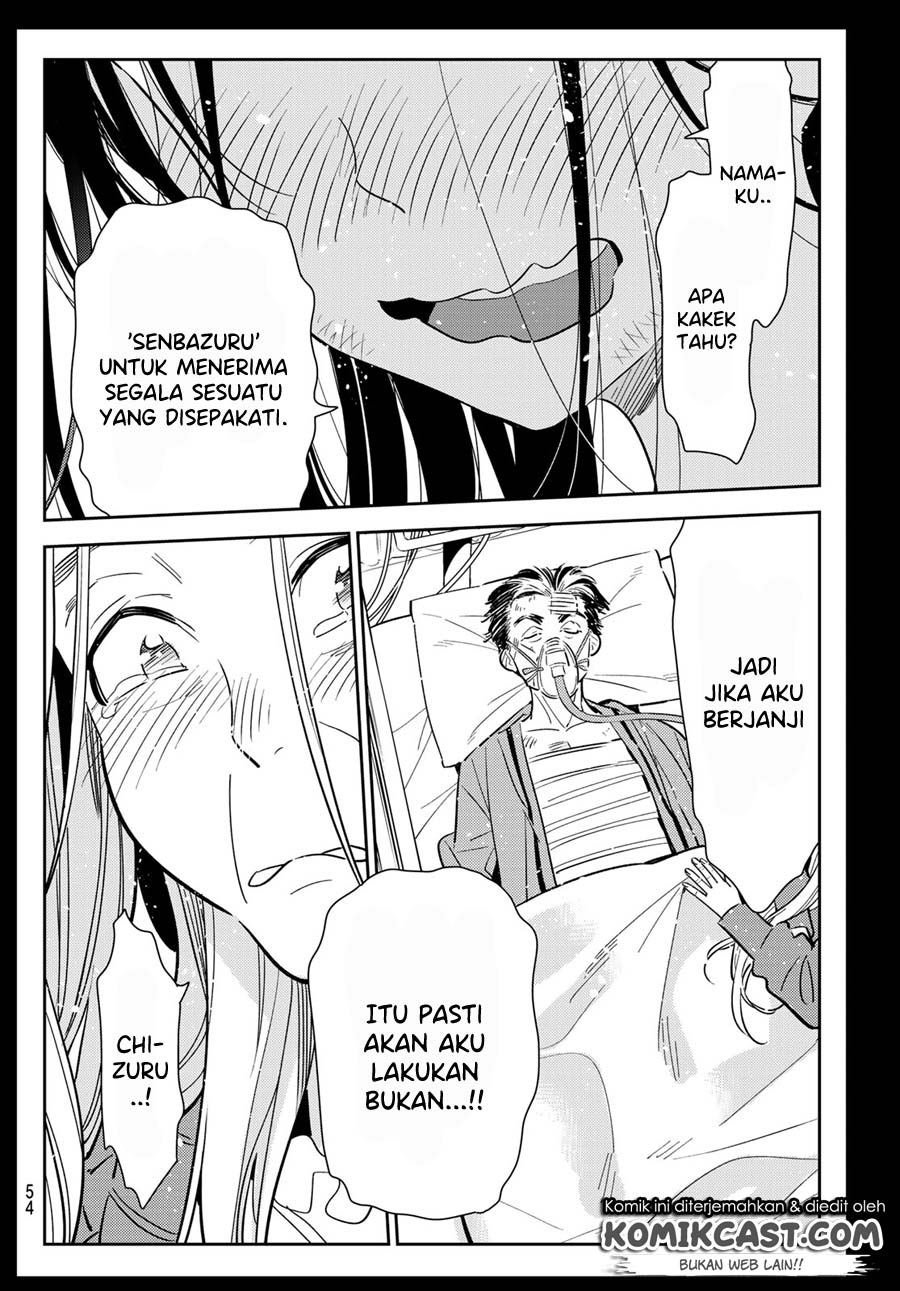 NAMA-
KU..
APA
KAKEK
TAHU?
'SENBAZURU'
UNTUK MENERIMA
SEGALA SESUATU
YANG DISEPAKATI.
JADI
JIKA AKU
BERJANJI
ITU PASTI
AKAN AKU
LAKUKAN
BUKAN...!!
CHI-
ZURU
..!
54
Komik ini diterjemahkan & diedit oleh
KOMIKCAST.COM
BUKAN WEB LAIN!!